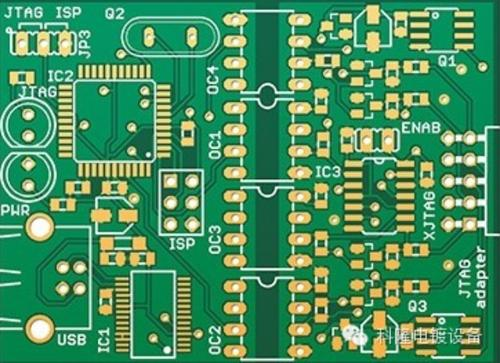 JTAG ISP
Q2
JP3
IC2
JTAG
OC4
Q1
OC1
ENAB
IC3
PWR
XJTAG
ISP
OC3
JTAG
adapter
USB
IC1
OC2
Q3
科隆电镀设备